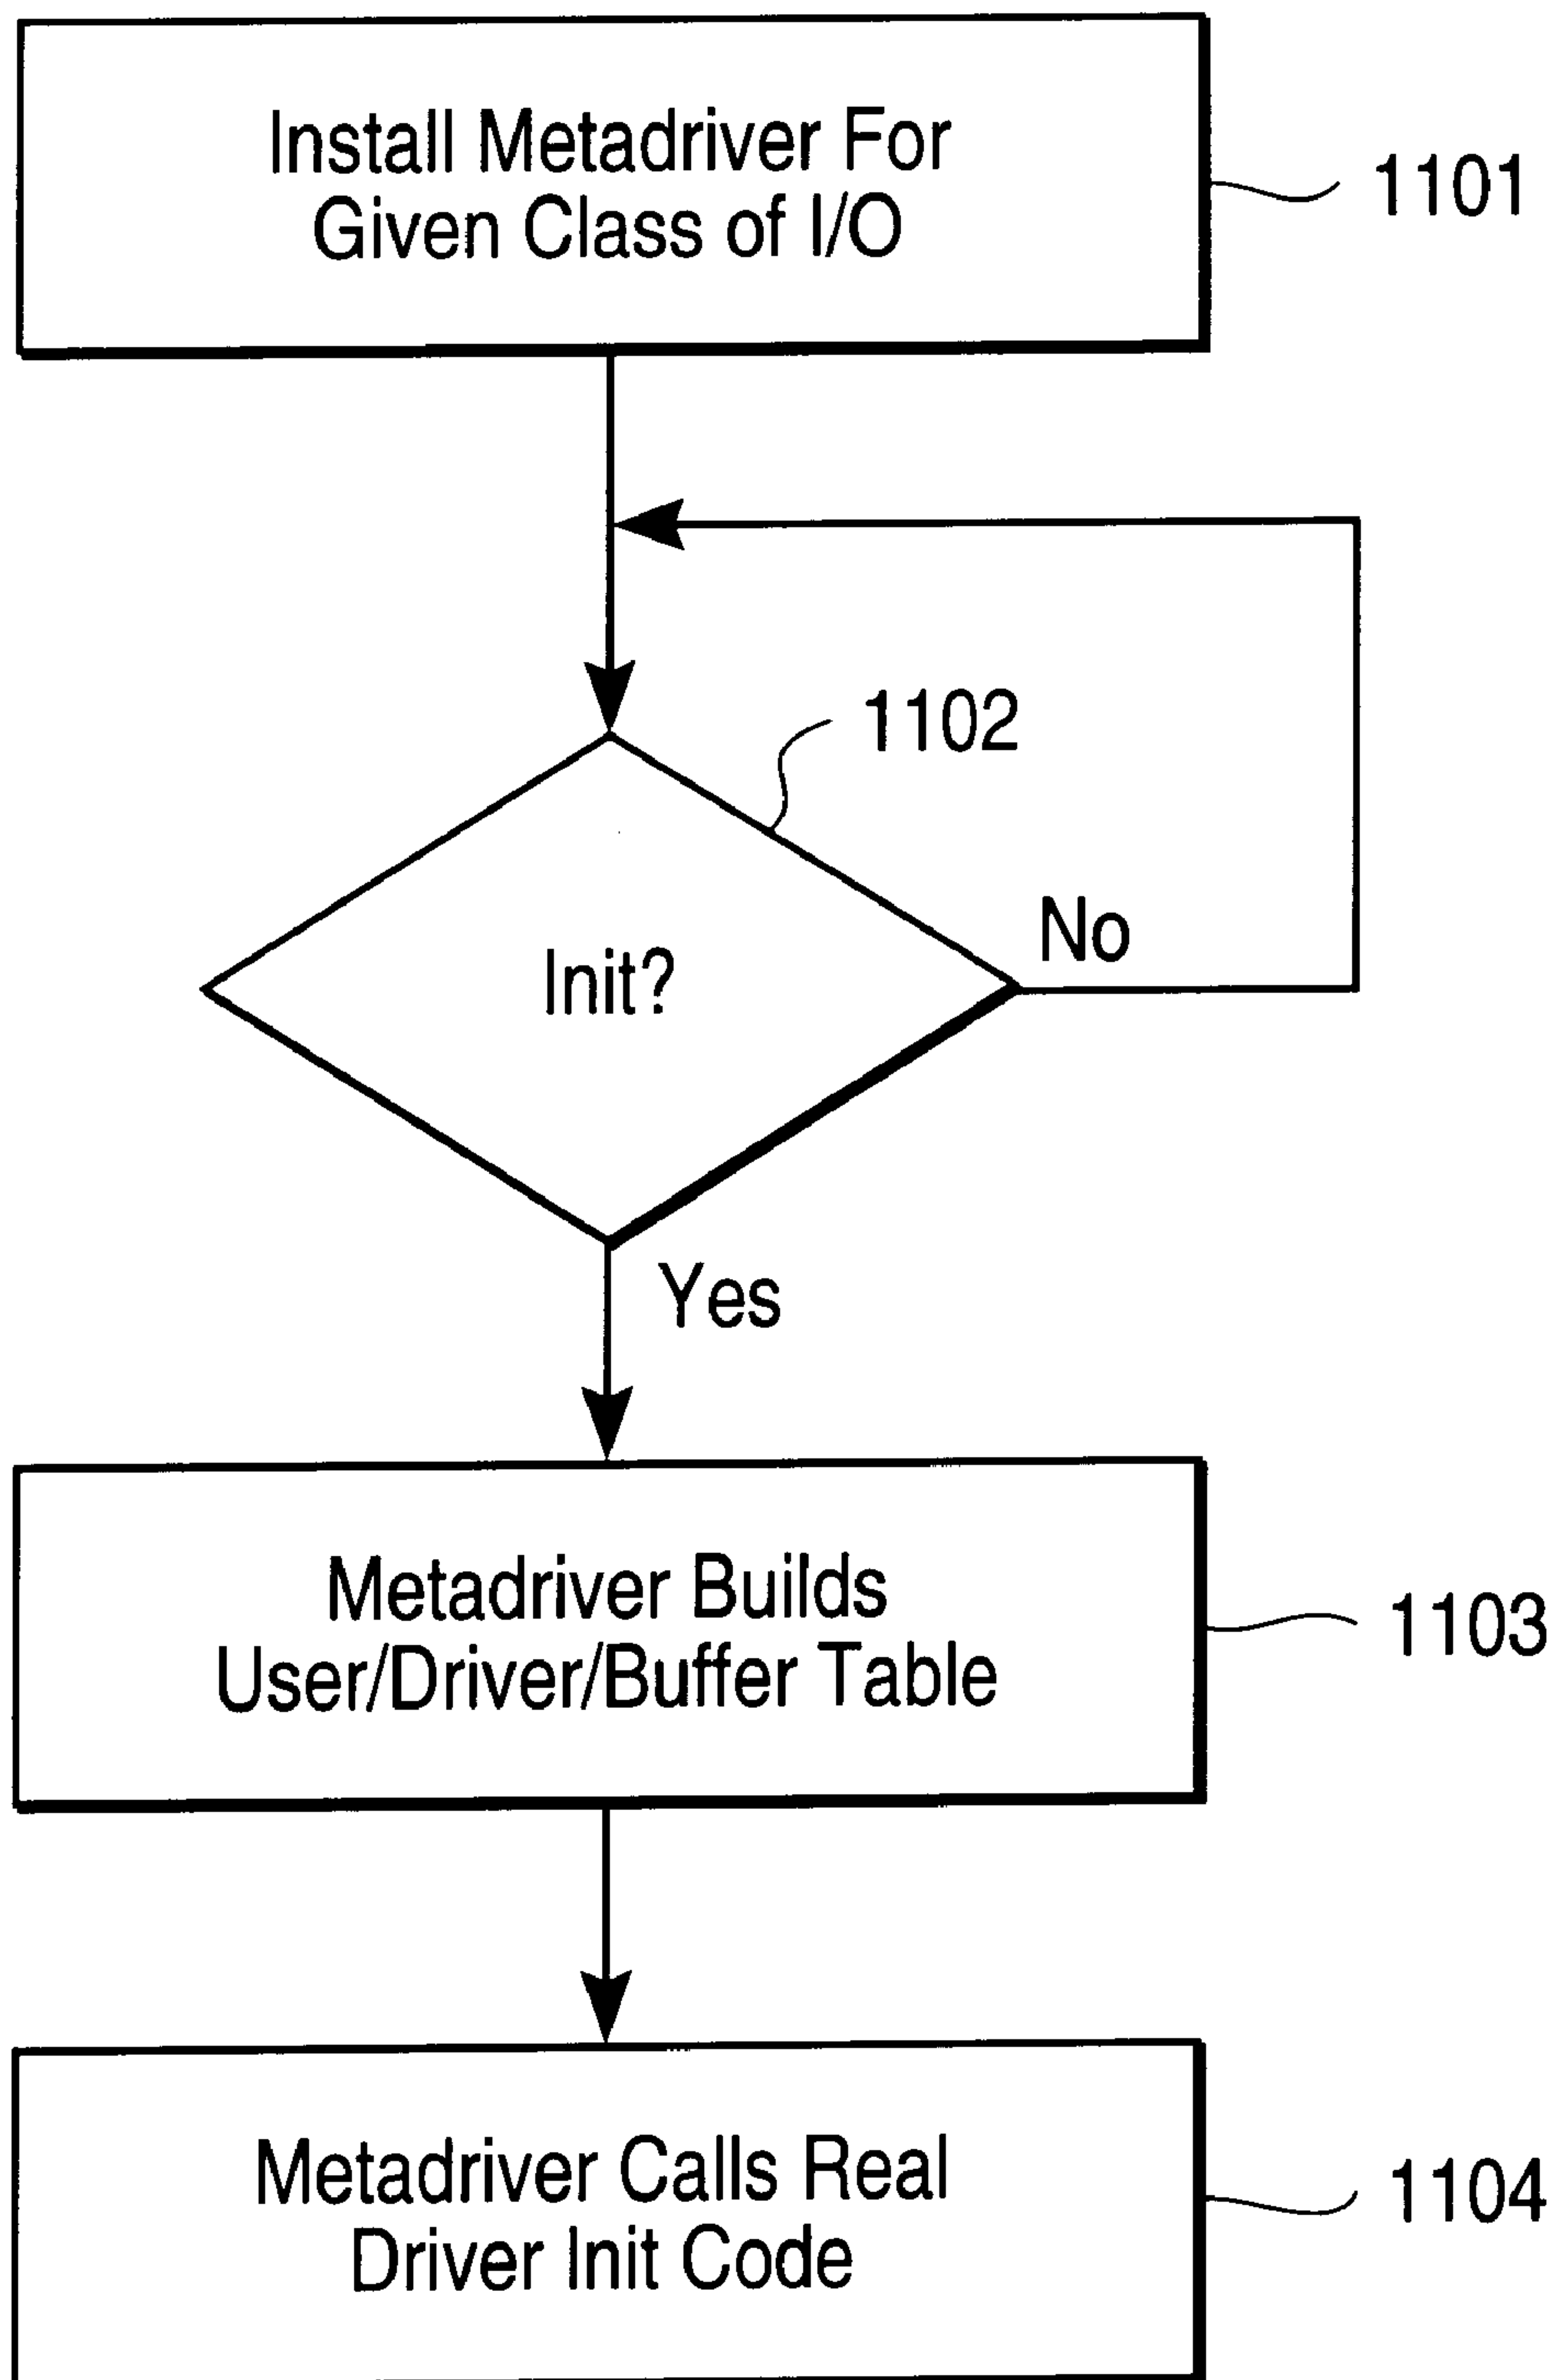 Install Metadriver For
Given Class of I/O
1101
1102
No
Init?
Yes
Metadriver Builds
User/Driver/Buffer Table
1103
Metadriver Calls Real
Driver Init Code
1104